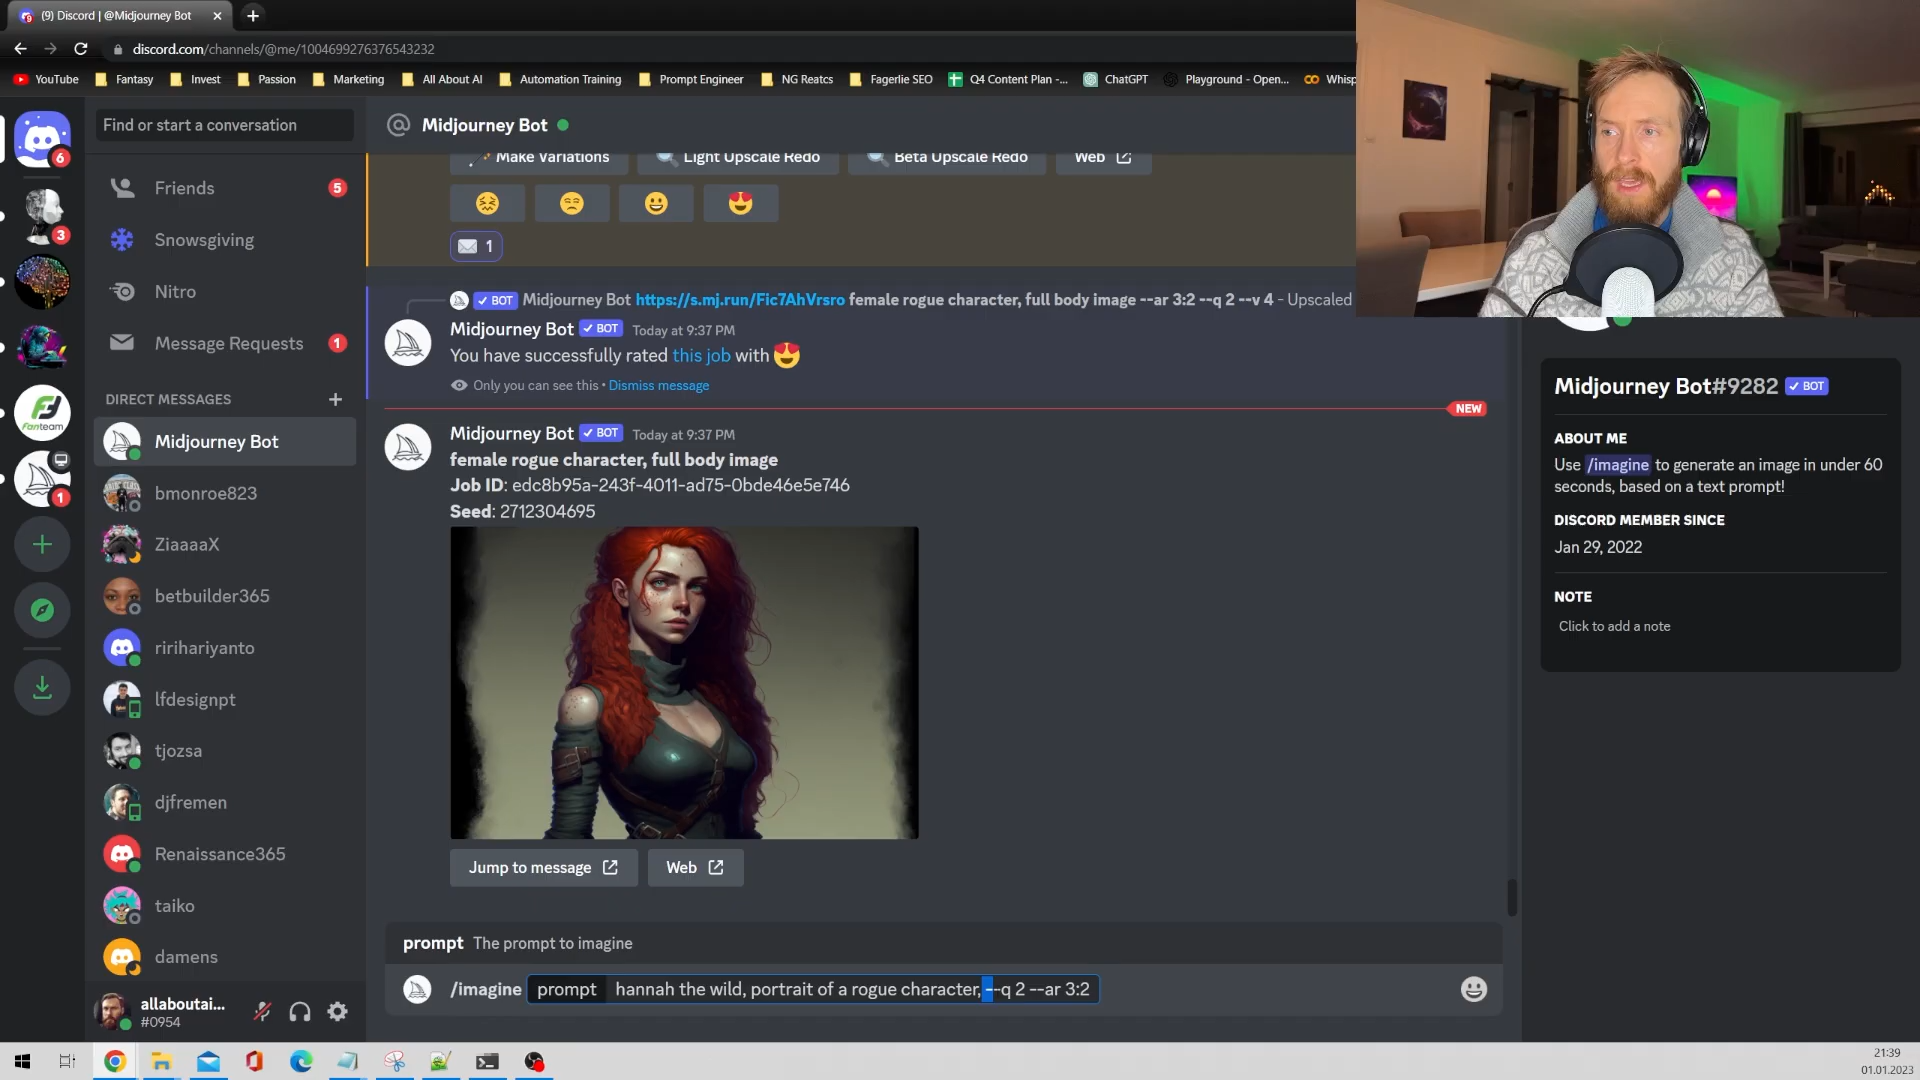 (9) Discord | @Midjourney Bot
discord.com/channels/@me/1004699276376543232
YouTube
Fantasy
Invest
Passion
Marketing
All About AI
Automation Training
Prompt Engineer
NG Reatcs
Fagerlie SEO
Q4 Content Plan -...
ChatGPT
Playground - Open...
Whisp
Find or start a conversation
Midjourney Bot
6
3
Fanteam
1
Friends
5
Snowsgiving
Nitro
Message Requests
1
DIRECT MESSAGES
Midjourney Bot
bmonroe823
ZiaaaaX
betbuilder365
ririhariyanto
lfdesignpt
tjozsa
djfremen
Renaissance365
taiko
damens
allaboutai...
#0954
Make Variations
Light Upscale Redo
Beta Upscale Redo
Web
1
BOT Midjourney Bot https://s.mj.run/Fic7AhVrsro female rogue character, full body image --ar 3:2 --q 2 --v 4 - Upscaled
Midjourney Bot BOT Today at 9:37 PM
You have successfully rated this job with
Only you can see this • Dismiss message
NEW
Midjourney Bot BOT Today at 9:37 PM
female rogue character, full body image
Job ID: edc8b95a-243f-4011-ad75-0bde46e5e746
Seed: 2712304695
Jump to message
Web
prompt The prompt to imagine
/imagine prompt hannah the wild, portrait of a rogue character, --q 2 --ar 3:2
Midjourney Bot#9282 BOT
ABOUT ME
Use /imagine to generate an image in under 60
seconds, based on a text prompt!
DISCORD MEMBER SINCE
Jan 29, 2022
NOTE
Click to add a note
21:39
01.01.2023